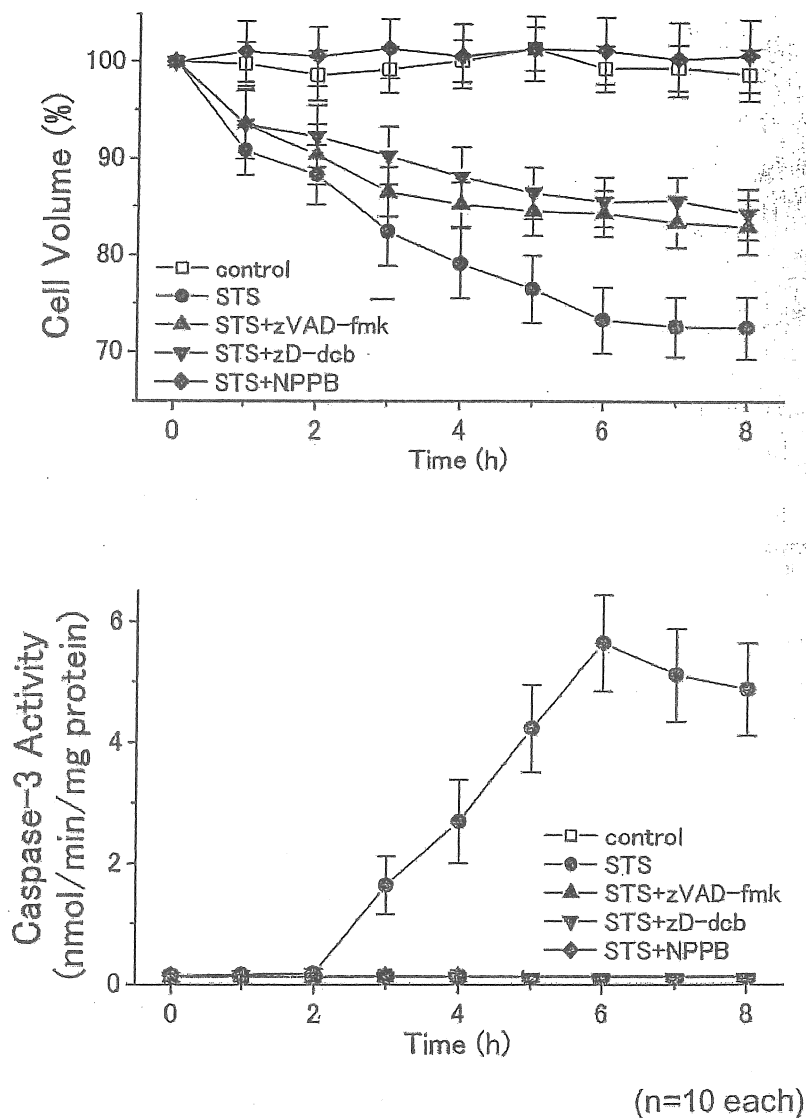 Cell Volume (%)
100
90
80
70
control
STS
STS+zVAD-fmk
STS+zD-dcb
STS+NPPB
0 2 4 6 8
Time (h)
Caspase-3 Activity
(nmol/min/mg protein)
6
4
2
0
control
STS
STS+zVAD-fmk
STS+zD-dcb
STS+NPPB
0 2 4 6 8
Time (h)
(n=10 each)